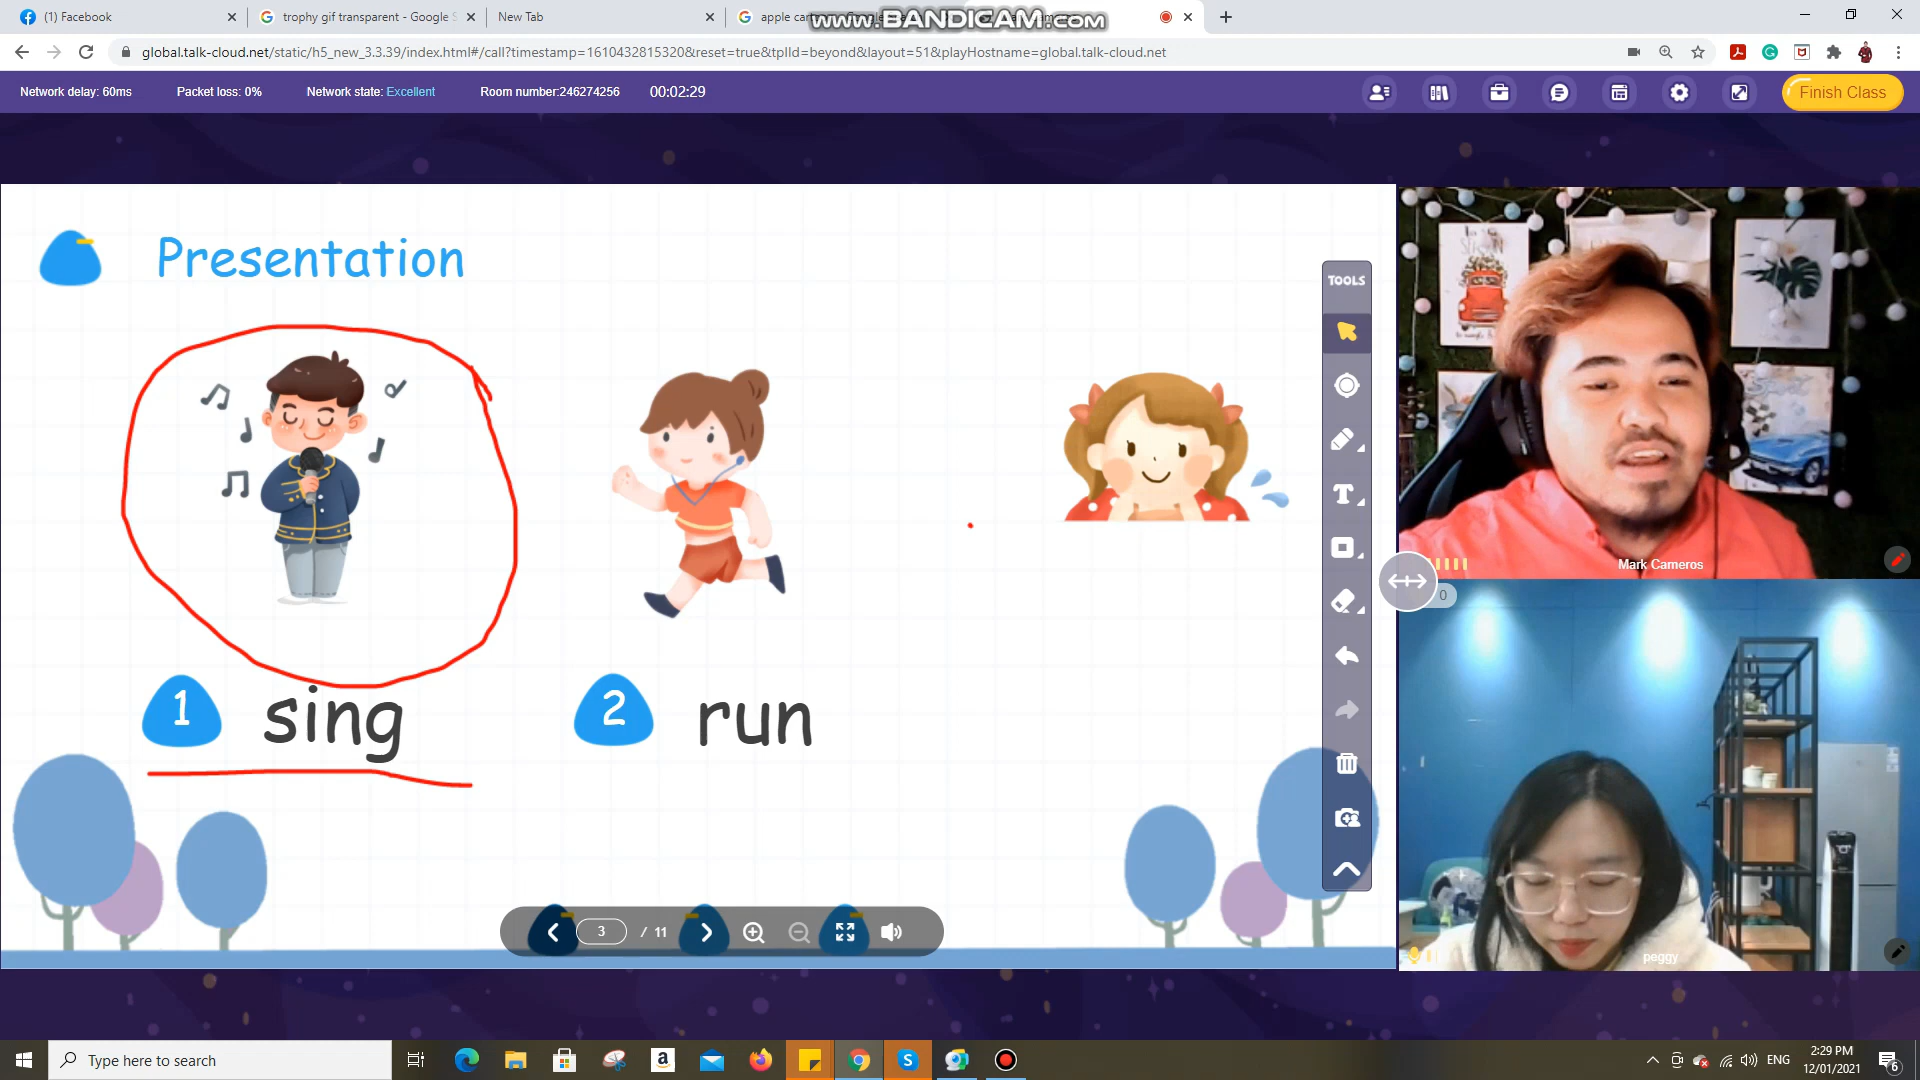 (1) Facebook
trophy gif transparent - Google S
New Tab
apple cart
www.BANDICAM.com
global.talk-cloud.net/static/h5_new_3.3.39/index.html#/call?timestamp=1610432815320&reset=true&tplId=beyond&layout=51&playHostname=global.talk-cloud.net
Network delay: 60ms
Packet loss: 0%
Network state: Excellent
Room number:246274256
00:02:29
Finish Class
Presentation
TOOLS
1 sing
2 run
3 / 11
Mark Cameros
0
peggy
Type here to search
ENG
2:29 PM
12/01/2021
6